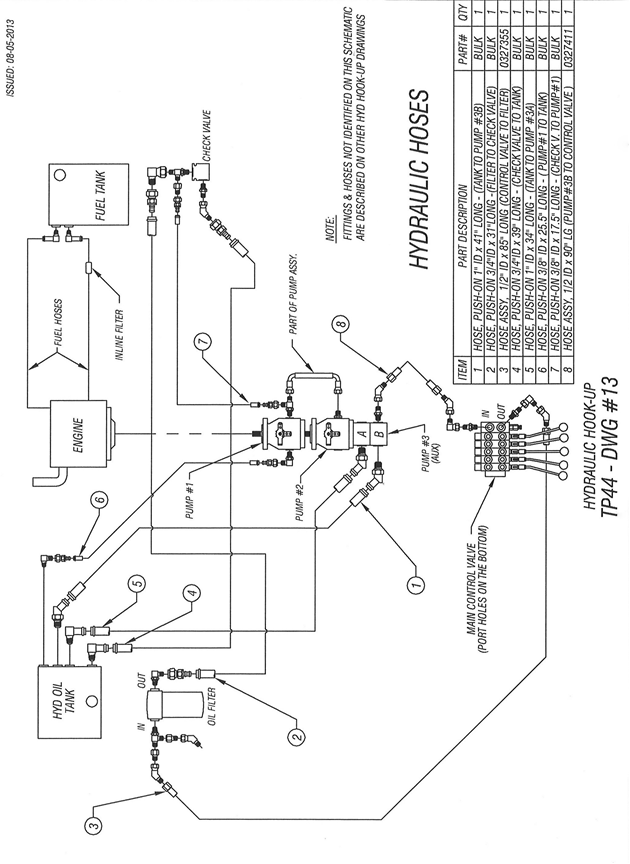 ISSUED: 08-05-2013
FUEL TANK
CHECK VALVE
NOTE:
FITTINGS & HOSES NOT IDENTIFIED ON THIS SCHEMATIC
ARE DESCRIBED ON OTHER HYD HOOK-UP DRAWINGS
FUEL HOSES
INLINE FILTER
ENGINE
7
PART OF PUMP ASSY.
8
PUMP #1
PUMP #2
A
B
PUMP #3
(AUX)
6
5
4
1
HYD OIL
TANK
OUT
IN
OIL FILTER
2
3
IN
OUT
MAIN CONTROL VALVE
(PORT HOLES ON THE BOTTOM)
HYDRAULIC HOSES
ITEM PART DESCRIPTION PART# QTY
1 HOSE, PUSH-ON 1" ID x 41" LONG - (TANK TO PUMP #3B) BULK 1
2 HOSE, PUSH-ON 3/4"ID x 31" LONG -(FILTER TO CHECK VALVE) BULK 1
3 HOSE ASSY, 1/2" ID x 85" LONG (CONTROL VALVE TO FILTER) 0327355 1
4 HOSE, PUSH-ON 3/4"ID x 39" LONG - (CHECK VALVE TO TANK) BULK 1
5 HOSE, PUSH-ON 1" ID x 34" LONG - (TANK TO PUMP #3A) BULK 1
6 HOSE, PUSH-ON 3/8" ID x 25.5" LONG - ( PUMP #1 TO TANK) BULK 1
7 HOSE, PUSH-ON 3/8" ID x 17.5" LONG - (CHECK V. TO PUMP#1) BULK 1
8 HOSE ASSY, 1/2 ID x 90" LG (PUMP#3B TO CONTROL VALVE ) 0327411 1
HYDRAULIC HOOK-UP
TP44 - DWG #13